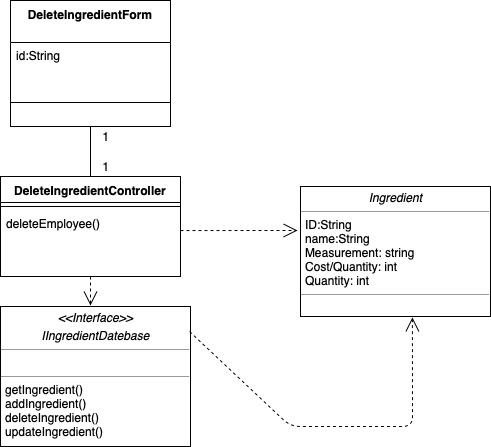 DeleteIngredientForm
id:String
1
1
DeleteIngredientController
deleteEmployee()
Ingredient
ID:String
name:String
Measurement: string
Cost/Quantity: int
Quantity: int
<<Interface>>
IIngredientDatebase
getIngredient()
addIngredient()
deleteIngredient()
updateIngredient()